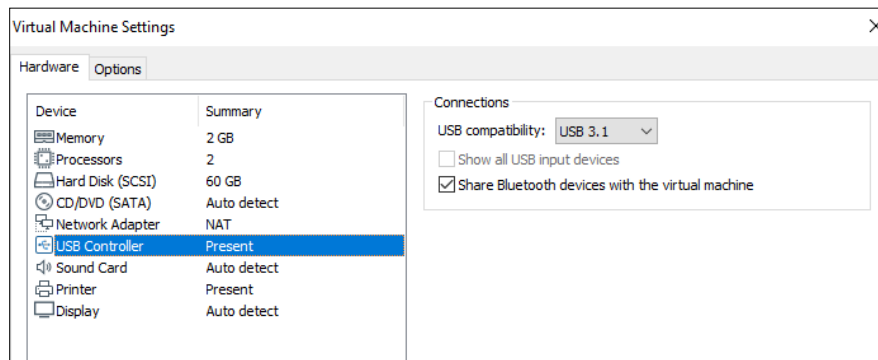 Virtual Machine Settings
Hardware Options
Device Summary
Memory 2 GB
Processors 2
Hard Disk (SCSI) 60 GB
CD/DVD (SATA) Auto detect
Network Adapter NAT
USB Controller Present
Sound Card Auto detect
Printer Present
Display Auto detect
Connections
USB compatibility: USB 3.1
Show all USB input devices
Share Bluetooth devices with the virtual machine